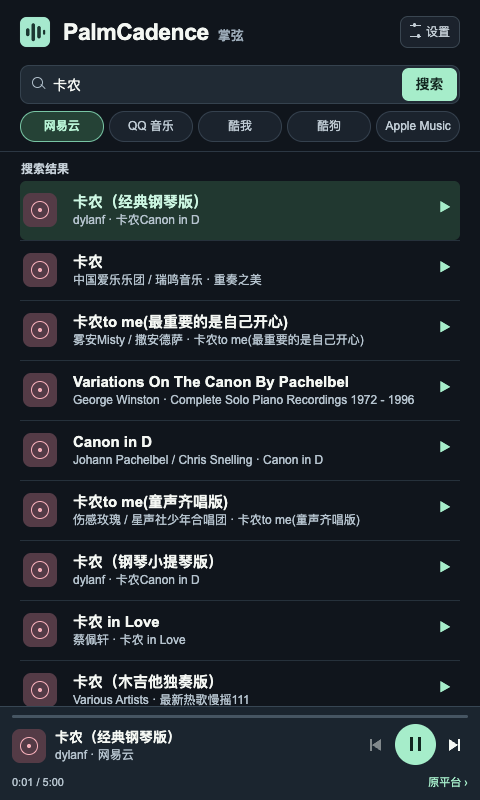 PalmCadence 掌弦
设置
卡农
搜索
网易云
QQ 音乐
酷我
酷狗
Apple Music
搜索结果
卡农（经典钢琴版）
dylanf · 卡农Canon in D
卡农
中国爱乐乐团 / 瑞鸣音乐 · 重奏之美
卡农to me(最重要的是自己开心)
雾安Misty / 撒安德萨 · 卡农to me(最重要的是自己开心)
Variations On The Canon By Pachelbel
George Winston · Complete Solo Piano Recordings 1972 - 1996
Canon in D
Johann Pachelbel / Chris Snelling · Canon in D
卡农to me(童声齐唱版)
伤感玫瑰 / 星声社少年合唱团 · 卡农to me(童声齐唱版)
卡农（钢琴小提琴版）
dylanf · 卡农Canon in D
卡农 in Love
蔡佩轩 · 卡农 in Love
卡农（木吉他独奏版）
Various Artists · 最新热歌慢摇111
卡农（经典钢琴版）
dylanf · 网易云
0:01 / 5:00
原平台 ›